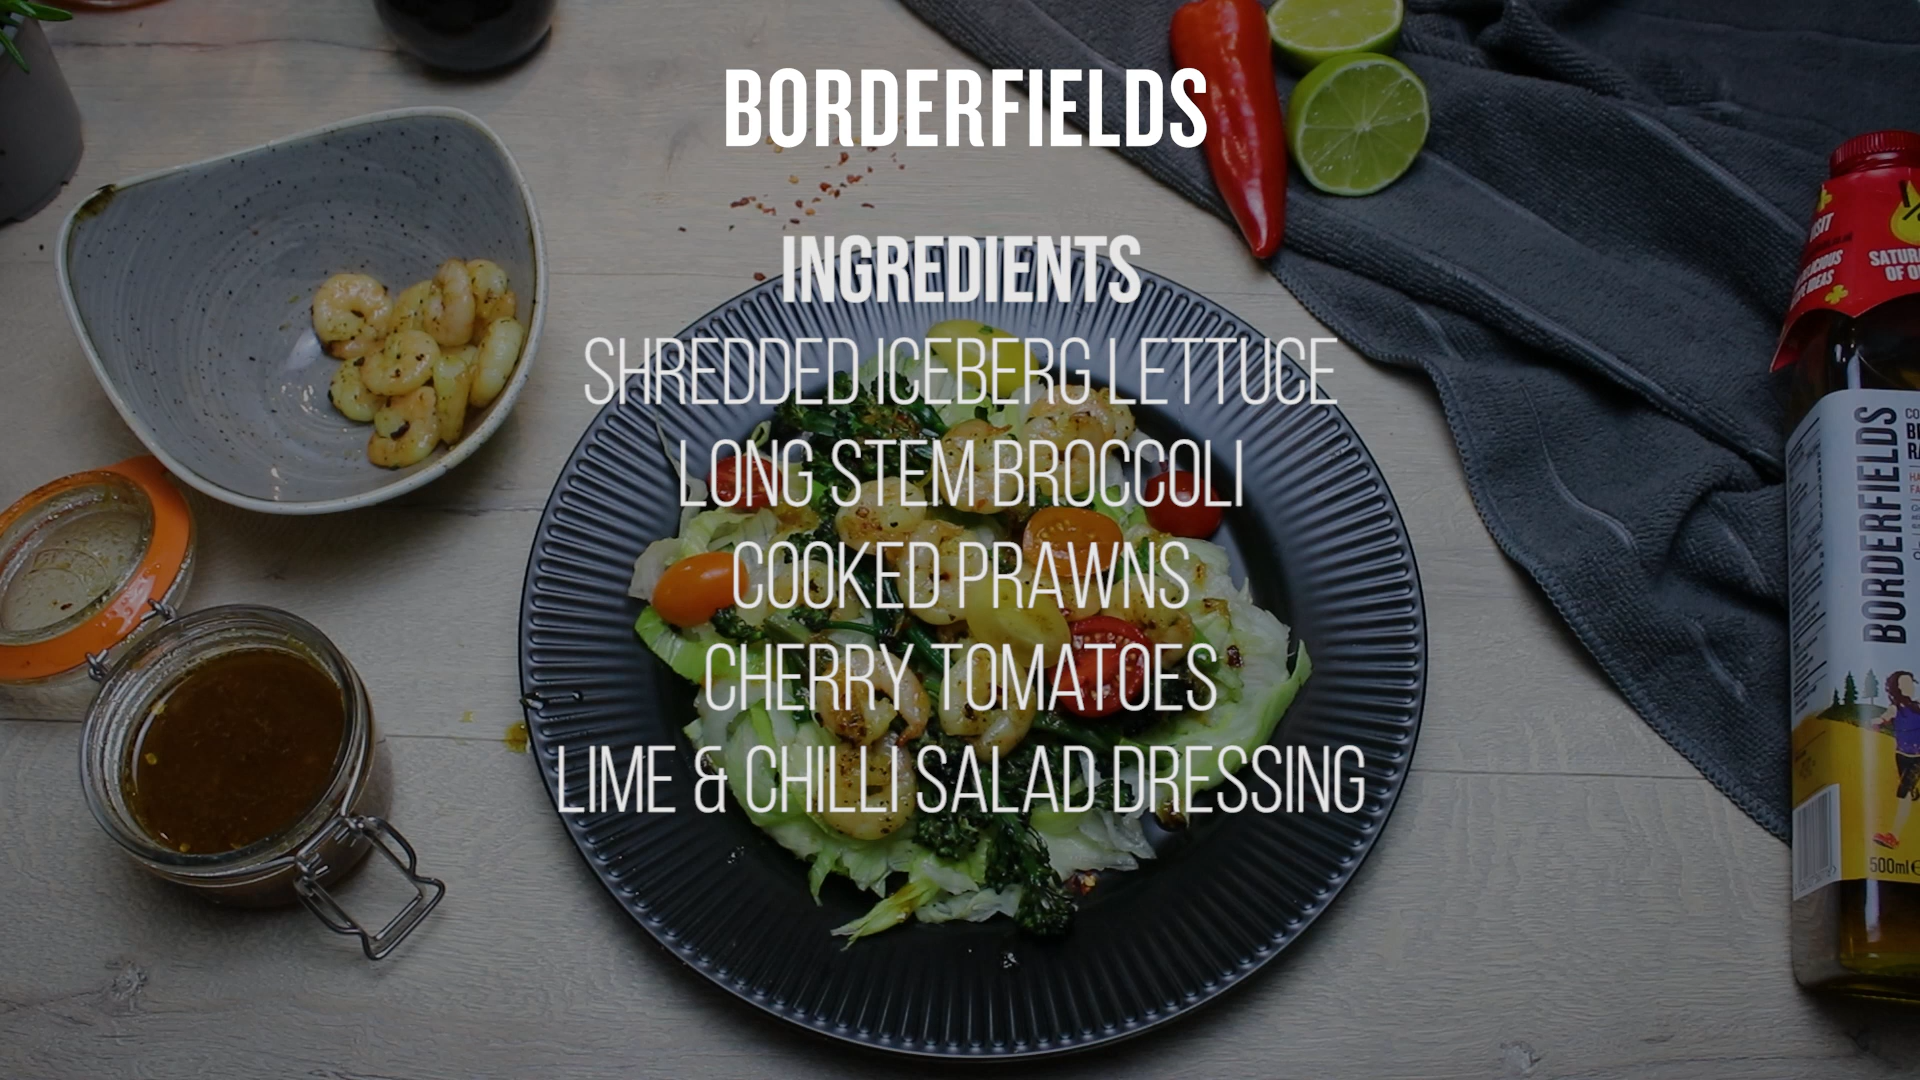 BORDERFIELDS
INGREDIENTS
SHREDDED ICEBERG LETTUCE
LONG STEM BROCCOLI
COOKED PRAWNS
CHERRY TOMATOES
LIME & CHILLI SALAD DRESSING
BORDERFIELDS
500ml